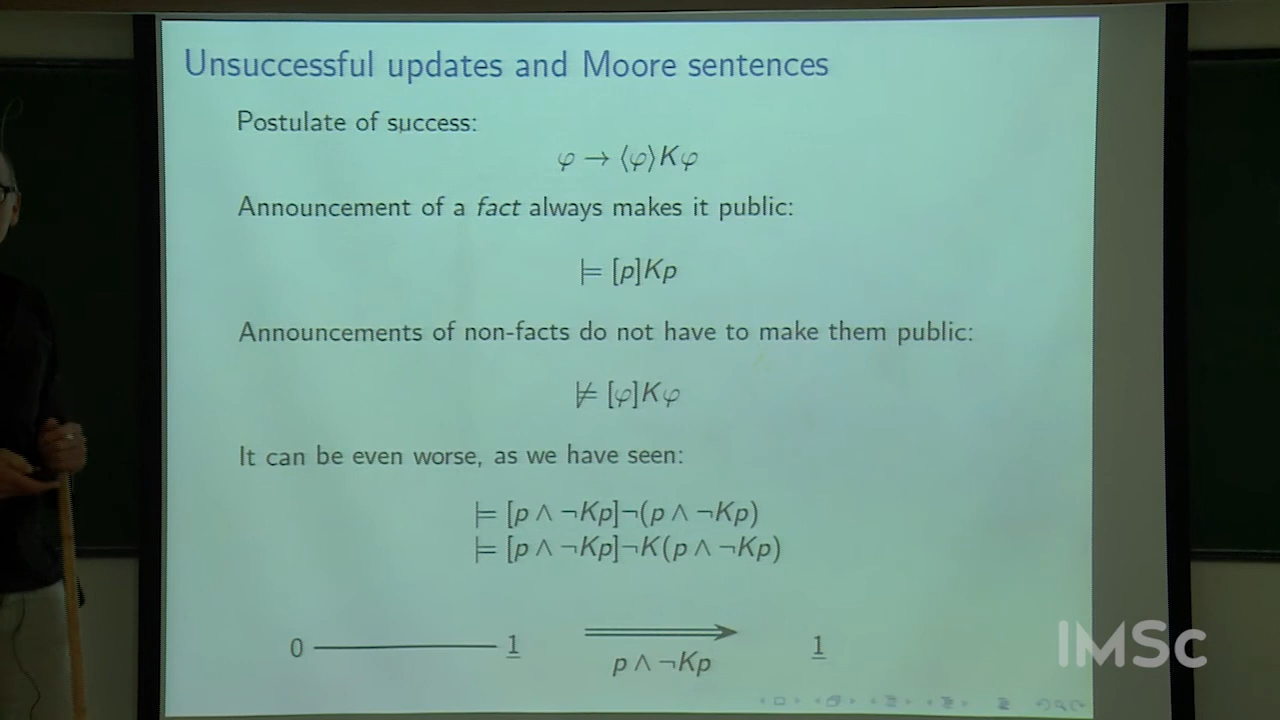 Unsuccessful updates and Moore sentences
Postulate of success:
φ → ⟨φ⟩Kφ
Announcement of a fact always makes it public:
⊨ [p]Kp
Announcements of non-facts do not have to make them public:
⊭ [φ]Kφ
It can be even worse, as we have seen:
⊨ [p ∧ ¬Kp]¬(p ∧ ¬Kp)
⊨ [p ∧ ¬Kp]¬K(p ∧ ¬Kp)
0 1 1
p ∧ ¬Kp
IMSc